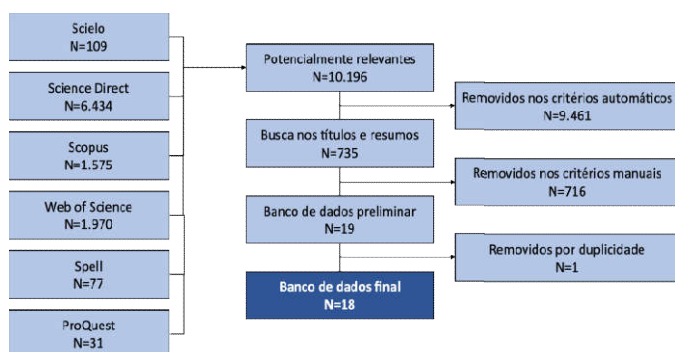 Scielo
N=109
Science Direct
N=6.434
Scopus
N=1.575
Web of Science
N=1.970
Spell
N=77
ProQuest
N=31
Potencialmente relevantes
N=10.196
Busca nos títulos e resumos
N=735
Banco de dados preliminar
N=19
Banco de dados final
N=18
Removidos nos critérios automáticos
N=9.461
Removidos nos critérios manuais
N=716
Removidos por duplicidade
N=1